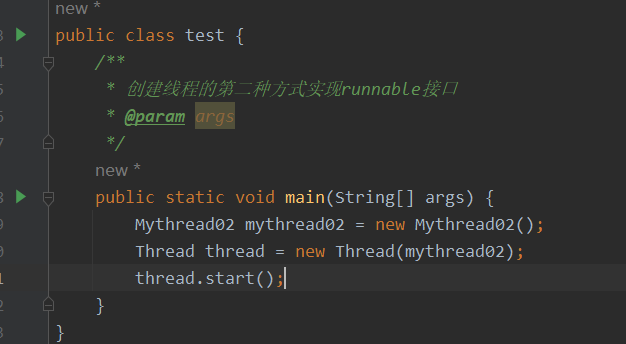 new *
public class test {
/**
* 创建线程的第二种方式实现runnable接口
* @param args
*/
new *
public static void main(String[] args) {
Mythread02 mythread02 = new Mythread02();
Thread thread = new Thread(mythread02);
thread.start();
}
}